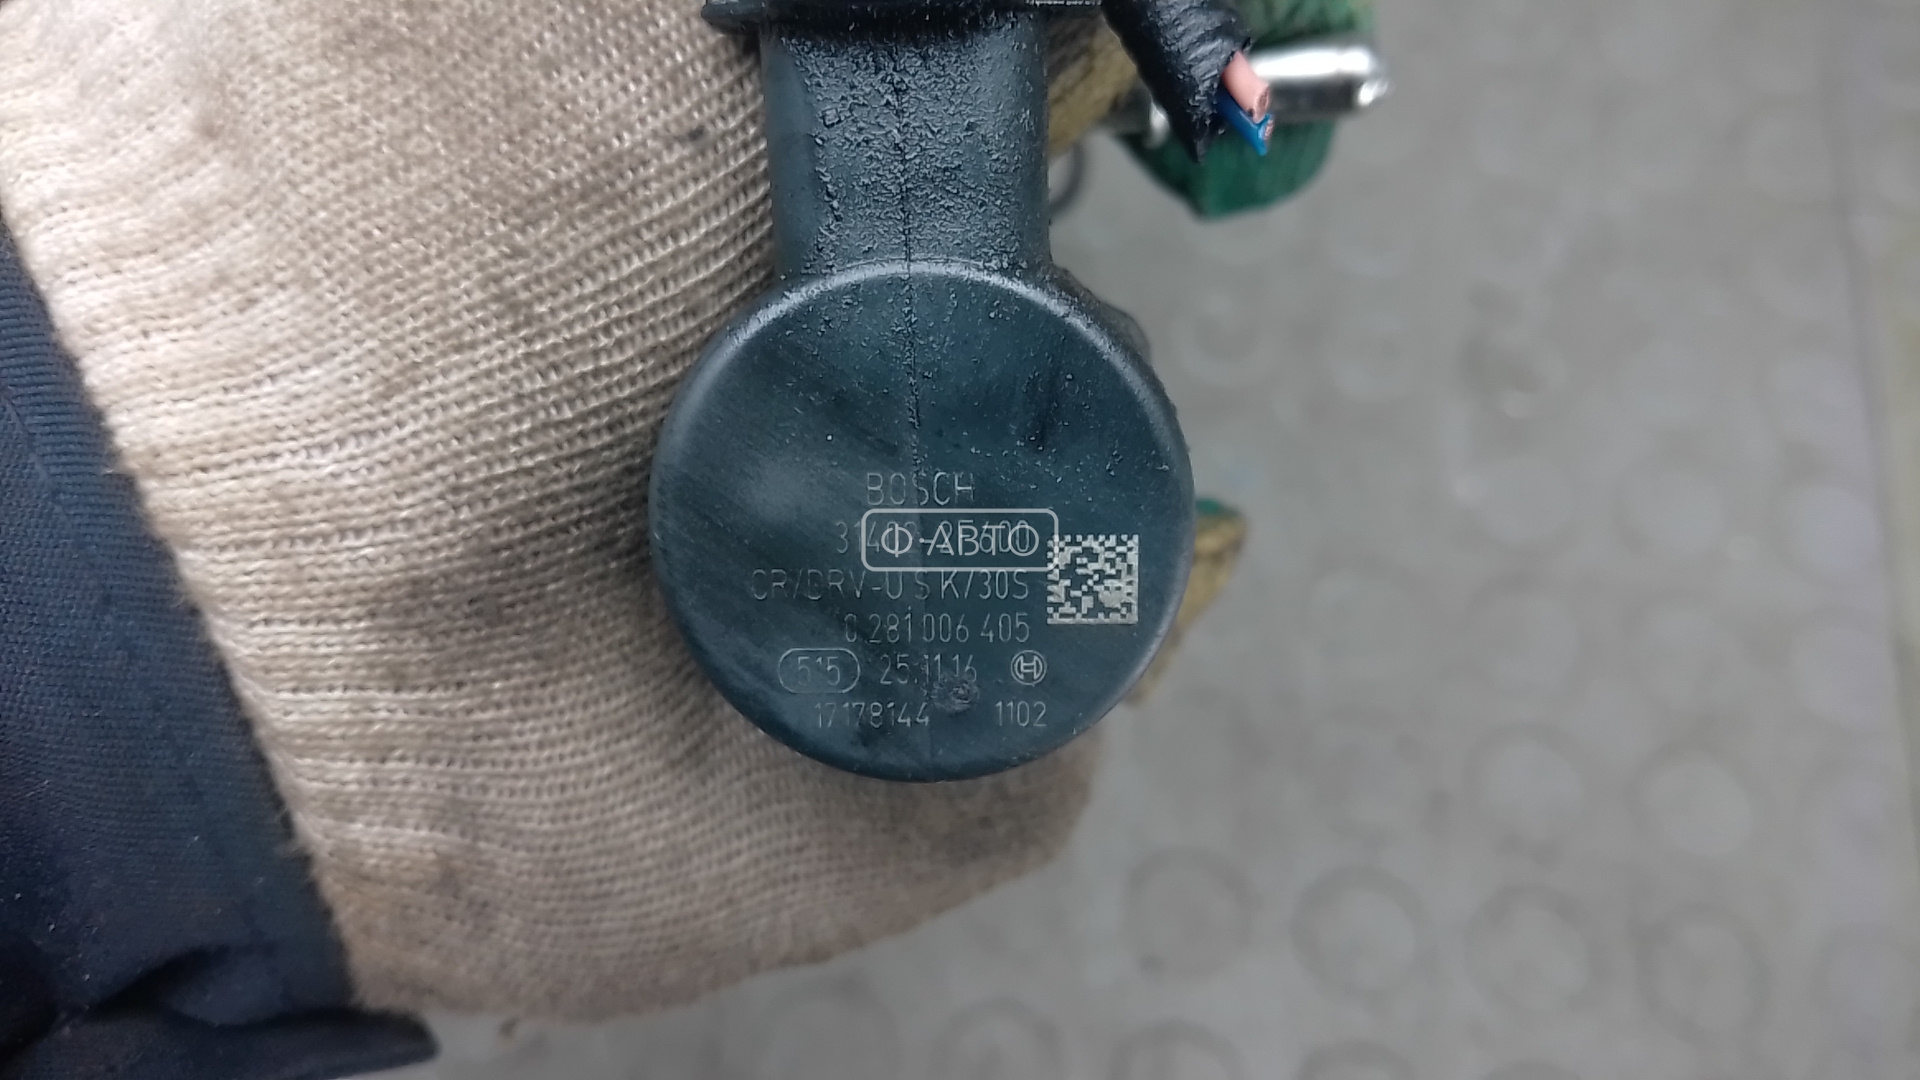 BOSCH
Ф-АВТО
CR/DRV-U S K/30S
0 281 006 405
515 25.11.16
17178144 1102